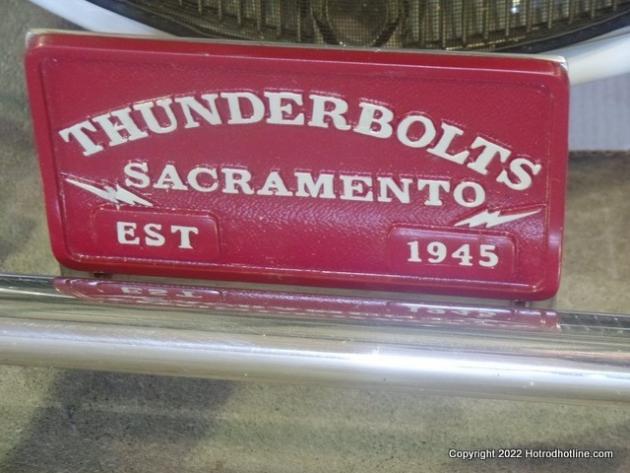 THUNDERBOLTS
SACRAMENTO
EST 1945
Copyright 2022 Hotrodhotline.com